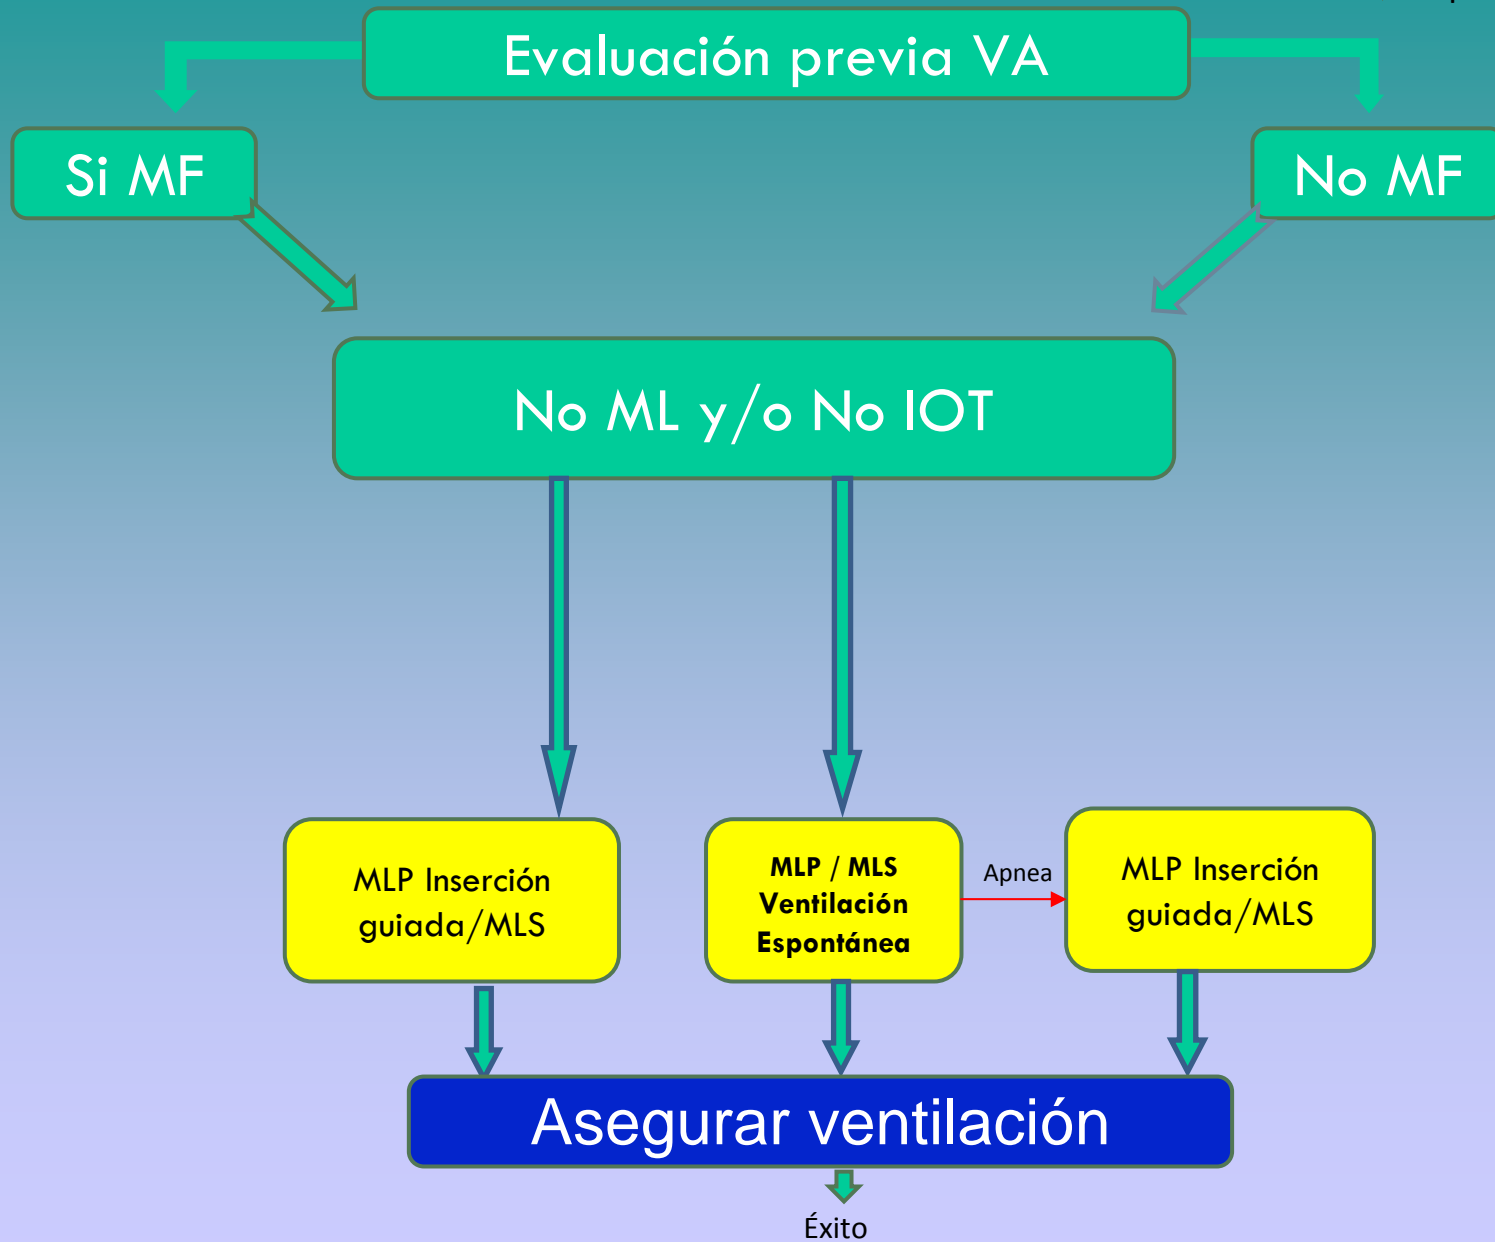 Evaluación previa VA
Si MF
No MF
No ML y/o No IOT
MLP Inserción
guiada/MLS
MLP / MLS
Ventilación
Espontánea
Apnea
MLP Inserción
guiada/MLS
Asegurar ventilación
Éxito